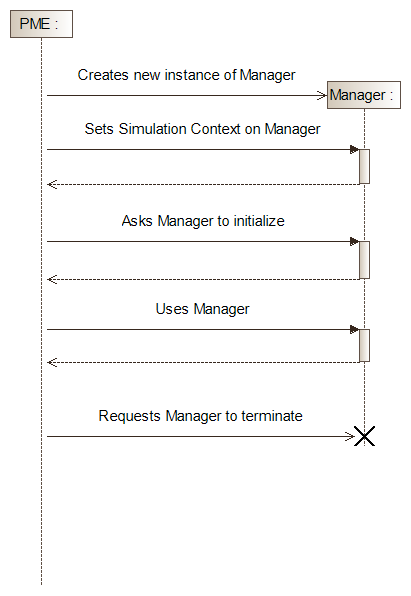 PME :
Creates new instance of Manager
Manager :
Sets Simulation Context on Manager
Asks Manager to initialize
Uses Manager
Requests Manager to terminate